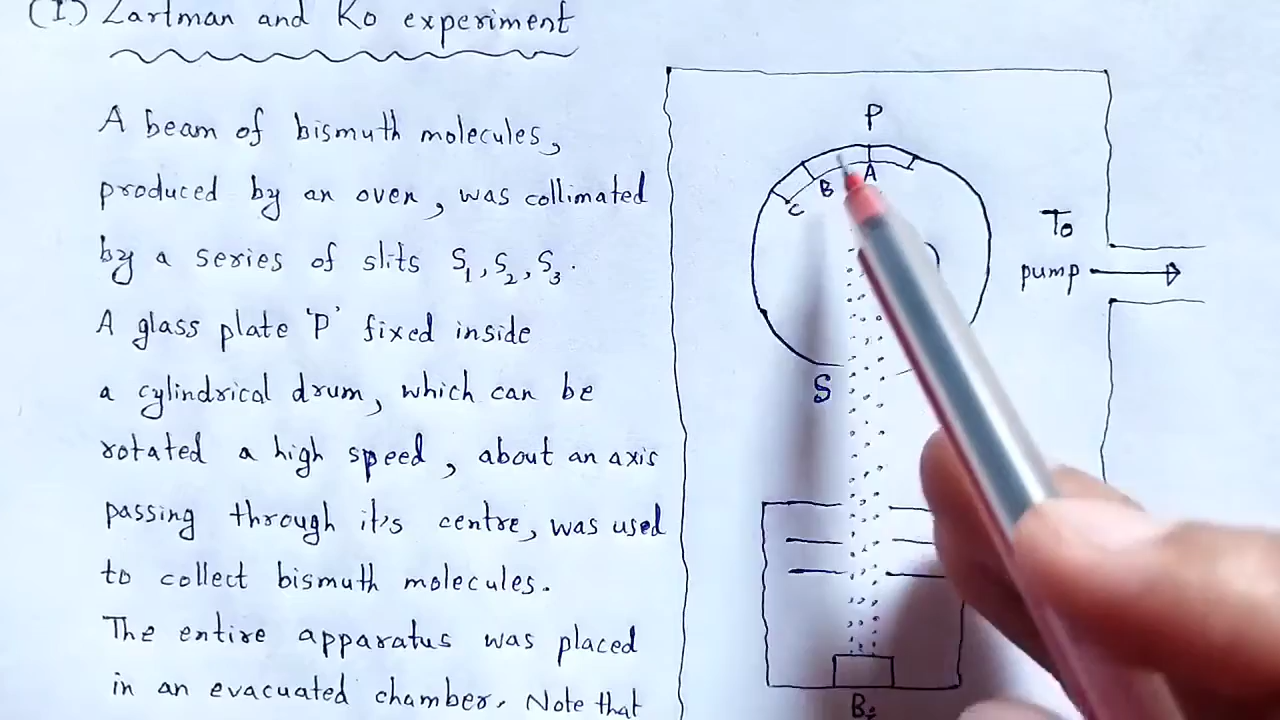 (I.) Zartman and Ko experiment
A beam of bismuth molecules,
produced by an oven, was collimated
by a series of slits S1, S2, S3.
A glass plate 'P' fixed inside
a cylindrical drum, which can be
rotated a high speed, about an axis
passing through it's centre, was used
to collect bismuth molecules.
The entire apparatus was placed
in an evacuated chamber. Note that
P
A
B
C
To
pump
S
Bi